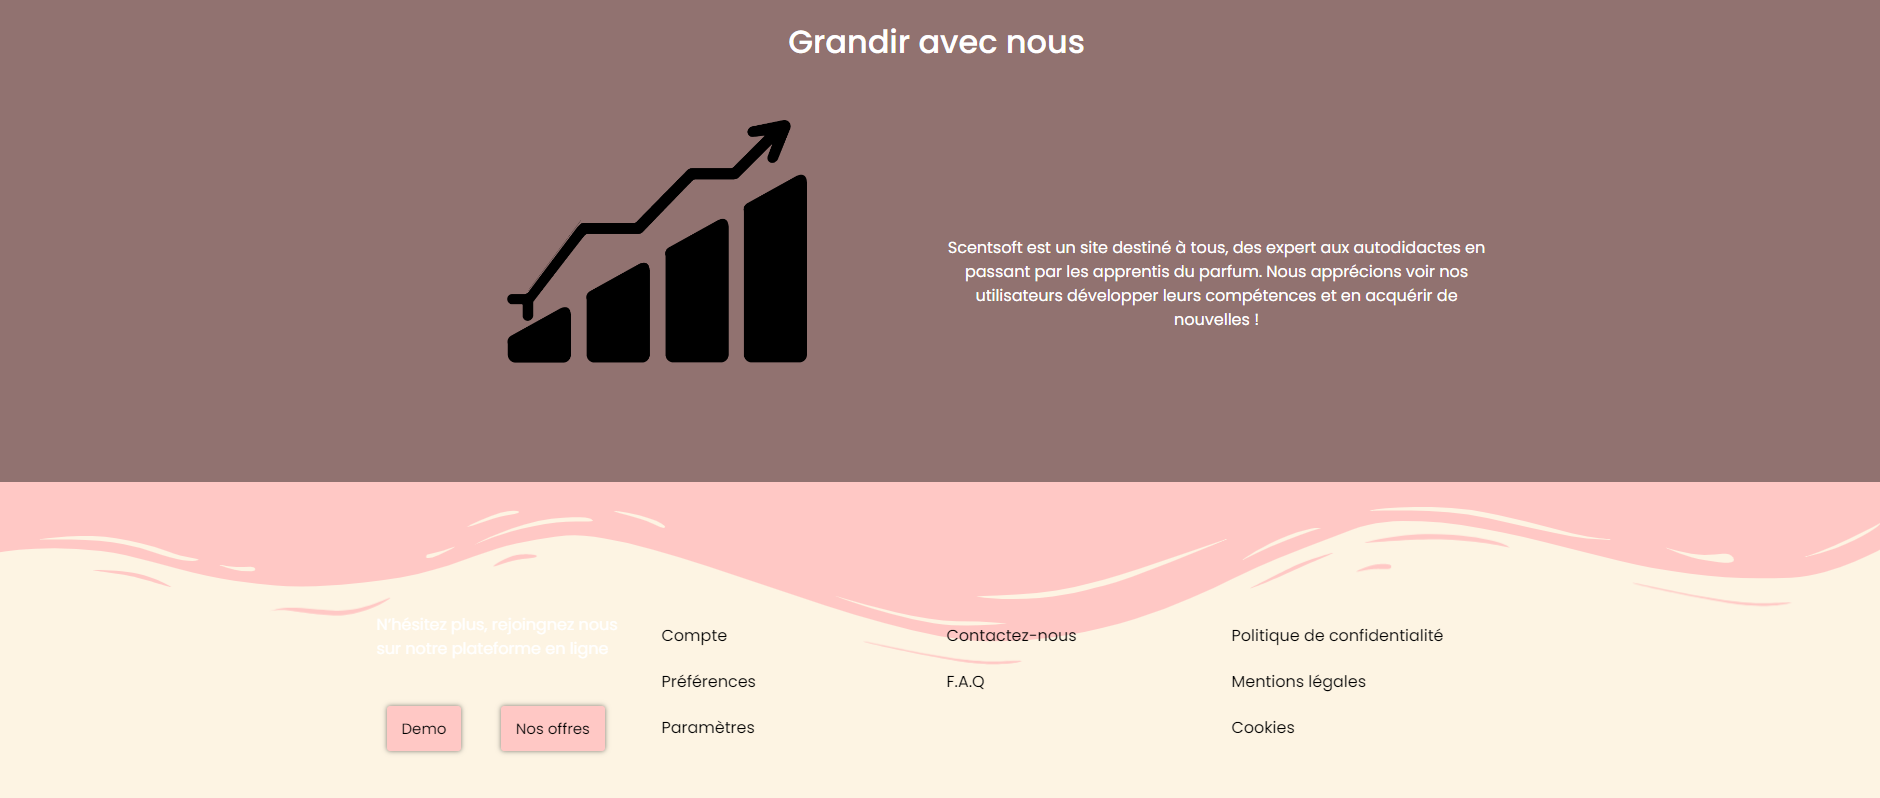 Grandir avec nous
Scentsoft est un site destiné à tous, des expert aux autodidactes en
passant par les apprentis du parfum. Nous apprécions voir nos
utilisateurs développer leurs compétences et en acquérir de
nouvelles !
N'hésitez plus, rejoingnez nous
sur notre plateforme en ligne
Demo
Nos offres
Compte
Préférences
Paramètres
Contactez-nous
F.A.Q
Politique de confidentialité
Mentions légales
Cookies